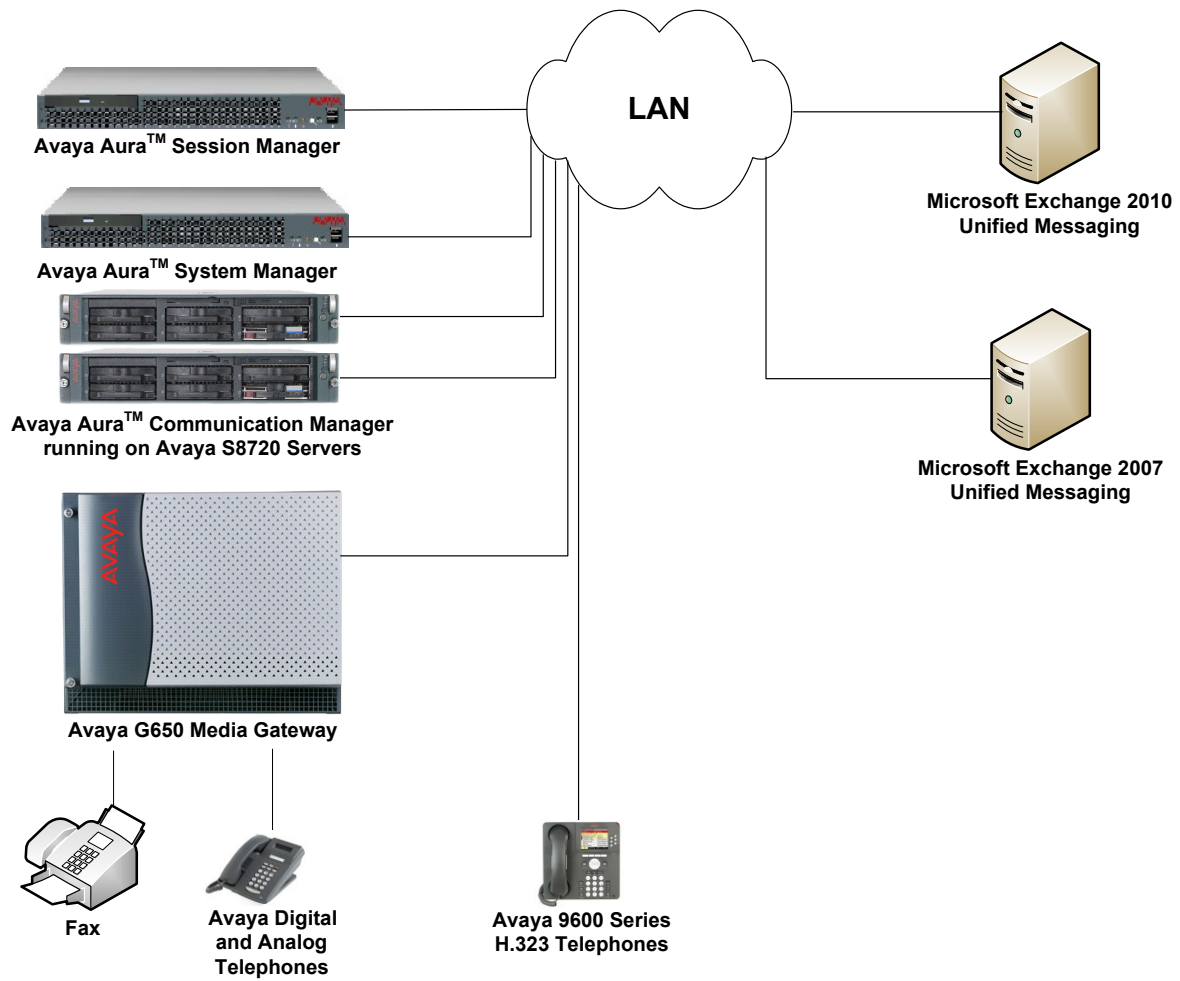 LAN
Avaya Aura™ Session Manager
Avaya Aura™ System Manager
Avaya Aura™ Communication Manager
running on Avaya S8720 Servers
AVAYA
Avaya G650 Media Gateway
Fax
Avaya Digital
and Analog
Telephones
Avaya 9600 Series
H.323 Telephones
Microsoft Exchange 2010
Unified Messaging
Microsoft Exchange 2007
Unified Messaging